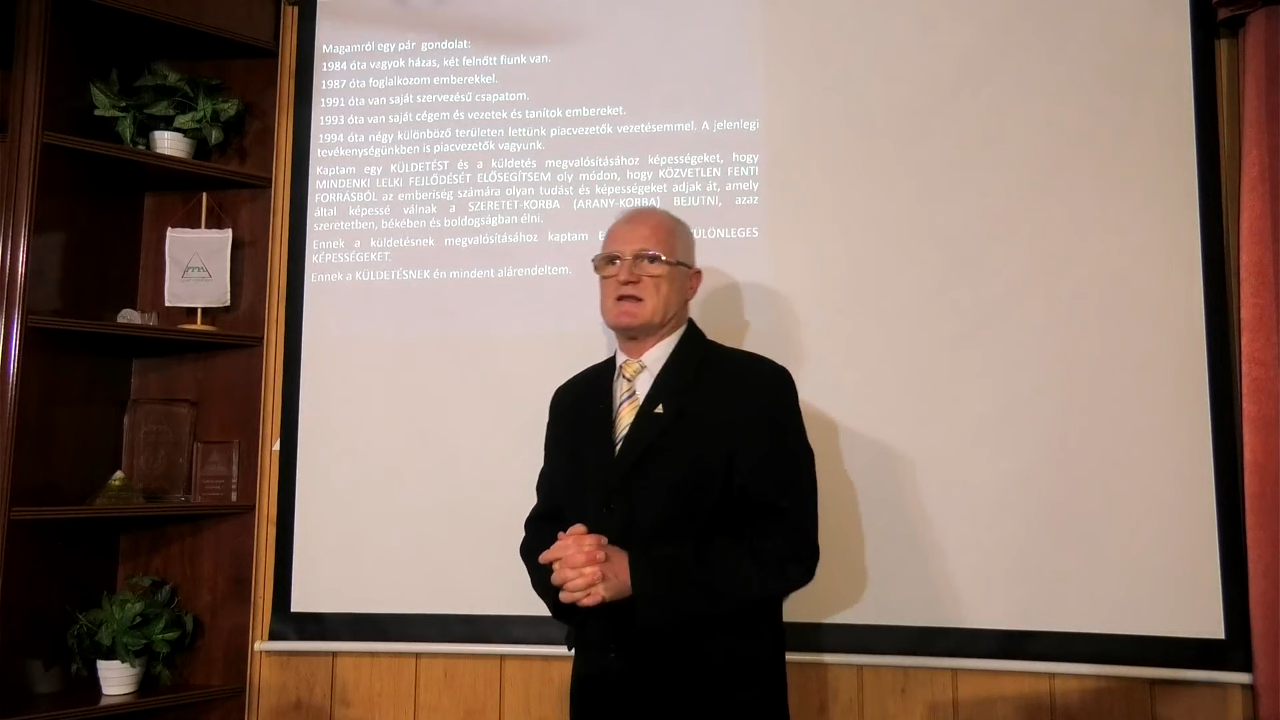 Magamról egy pár gondolat:
1984 óta vagyok házas, két felnőtt fiunk van.
1987 óta foglalkozom emberekkel.
1991 óta van saját szervezésű csapatom.
1993 óta van saját cégem és vezetek és tanítok embereket.
1994 óta négy különböző területen lettünk piacvezetők vezetésemmel. A jelenlegi
tevékenységünkben is piacvezetők vagyunk.
Kaptam egy KÜLDETÉST és a küldetés megvalósításához képességeket, hogy
MINDENKI LELKI FEJLŐDÉSÉT ELŐSEGÍTSEM oly módon, hogy KÖZVETLEN FENTI
FORRÁSBÓL az emberiség számára olyan tudást és képességeket adjak át, amely
által képessé válnak a SZERETET-KORBA (ARANY-KORBA) BEJUTNI, azaz
szeretetben, békében és boldogságban élni.
Ennek a küldetésnek megvalósításához kaptam
KÉPESSÉGEKET.
Ennek a KÜLDETÉSNEK én mindent alárendeltem.